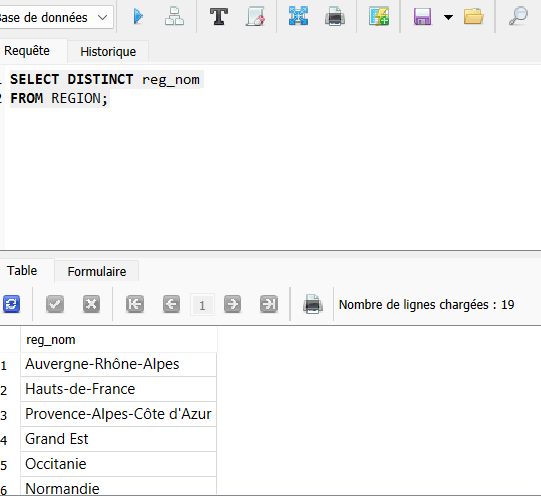 Base de données
Requête Historique
1 SELECT DISTINCT reg_nom
2 FROM REGION;
Table Formulaire
1 Nombre de lignes chargées : 19
reg_nom
1 Auvergne-Rhône-Alpes
2 Hauts-de-France
3 Provence-Alpes-Côte d'Azur
4 Grand Est
5 Occitanie
6 Normandie